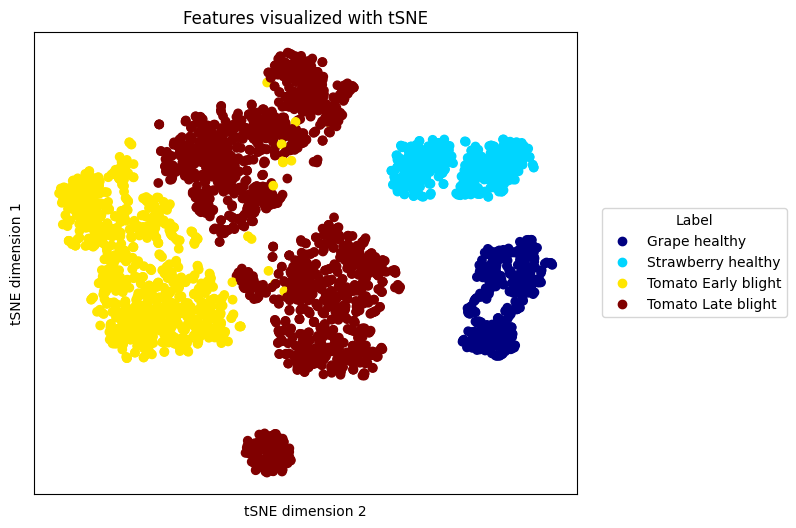 Features visualized with tSNE
tSNE dimension 1
tSNE dimension 2
Label
Grape healthy
Strawberry healthy
Tomato Early blight
Tomato Late blight